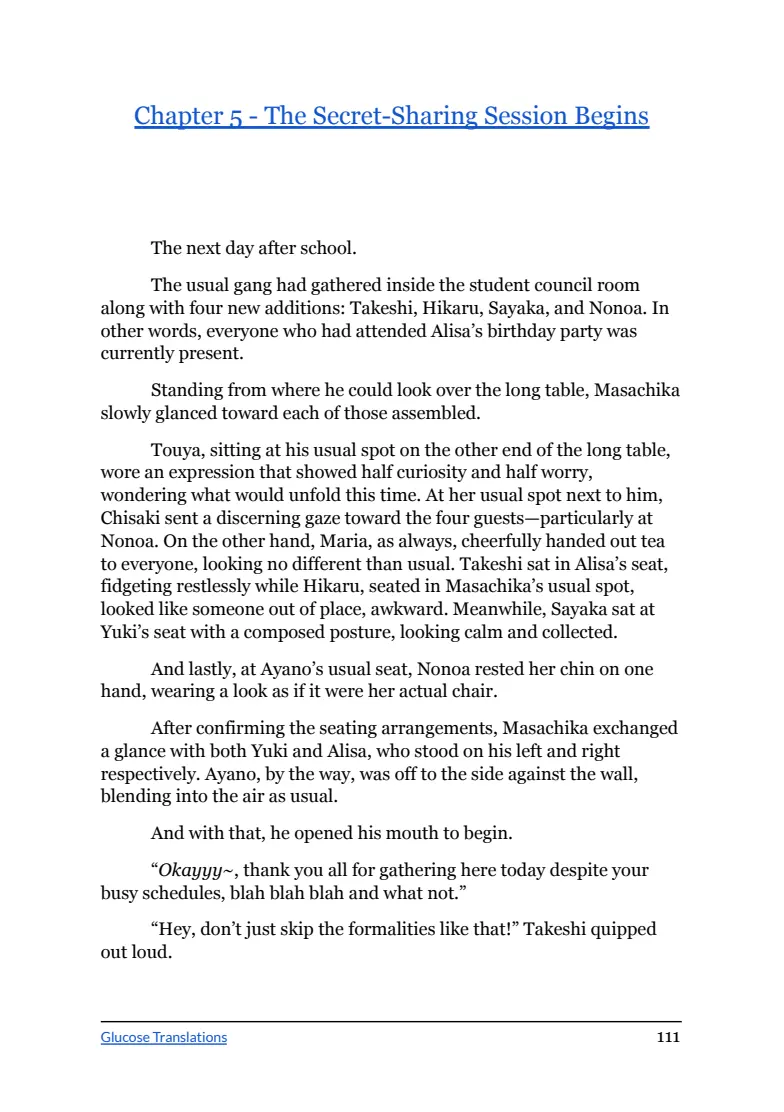 Chapter 5 - The Secret-Sharing Session Begins
The next day after school.
The usual gang had gathered inside the student council room
along with four new additions: Takeshi, Hikaru, Sayaka, and Nonoa. In
other words, everyone who had attended Alisa’s birthday party was
currently present.
Standing from where he could look over the long table, Masachika
slowly glanced toward each of those assembled.
Touya, sitting at his usual spot on the other end of the long table,
wore an expression that showed half curiosity and half worry,
wondering what would unfold this time. At her usual spot next to him,
Chisaki sent a discerning gaze toward the four guests—particularly at
Nonoa. On the other hand, Maria, as always, cheerfully handed out tea
to everyone, looking no different than usual. Takeshi sat in Alisa’s seat,
fidgeting restlessly while Hikaru, seated in Masachika’s usual spot,
looked like someone out of place, awkward. Meanwhile, Sayaka sat at
Yuki’s seat with a composed posture, looking calm and collected.
And lastly, at Ayano’s usual seat, Nonoa rested her chin on one
hand, wearing a look as if it were her actual chair.
After confirming the seating arrangements, Masachika exchanged
a glance with both Yuki and Alisa, who stood on his left and right
respectively. Ayano, by the way, was off to the side against the wall,
blending into the air as usual.
And with that, he opened his mouth to begin.
“Okayyy~, thank you all for gathering here today despite your
busy schedules, blah blah blah and what not.”
“Hey, don’t just skip the formalities like that!” Takeshi quipped
out loud.
Glucose Translations 111